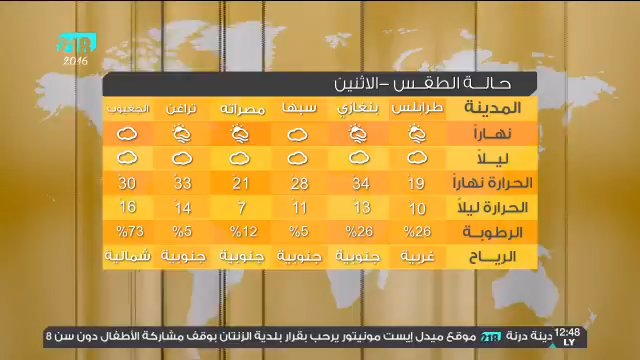 218
2016
حالة الطقس - الاثنين
المدينة طرابلس بنغازي سبها مصراته تراغن الجغبوب
نهاراً
ليلاً
الحرارة نهاراً 19 34 28 21 33 30
الحرارة ليلاً 10 13 11 7 14 16
الرطوبة %26 %26 %5 %12 %5 %73
الرياح غربية جنوبية جنوبية جنوبية جنوبية شمالية
12:48
LY
دينة درنة 218 موقع ميدل إيست مونيتور يرحب بقرار بلدية الزنتان بوقف مشاركة الأطفال دون سن 8